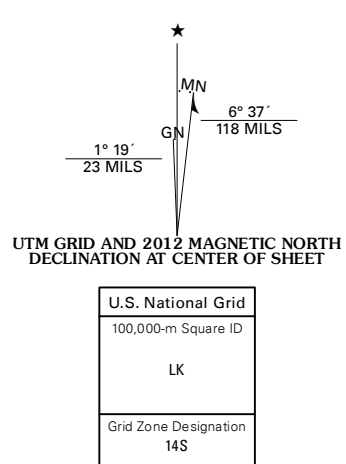 ★
MN
GN
6° 37´
118 MILS
1° 19´
23 MILS
UTM GRID AND 2012 MAGNETIC NORTH
DECLINATION AT CENTER OF SHEET
U.S. National Grid
100,000-m Square ID
LK
Grid Zone Designation
14S